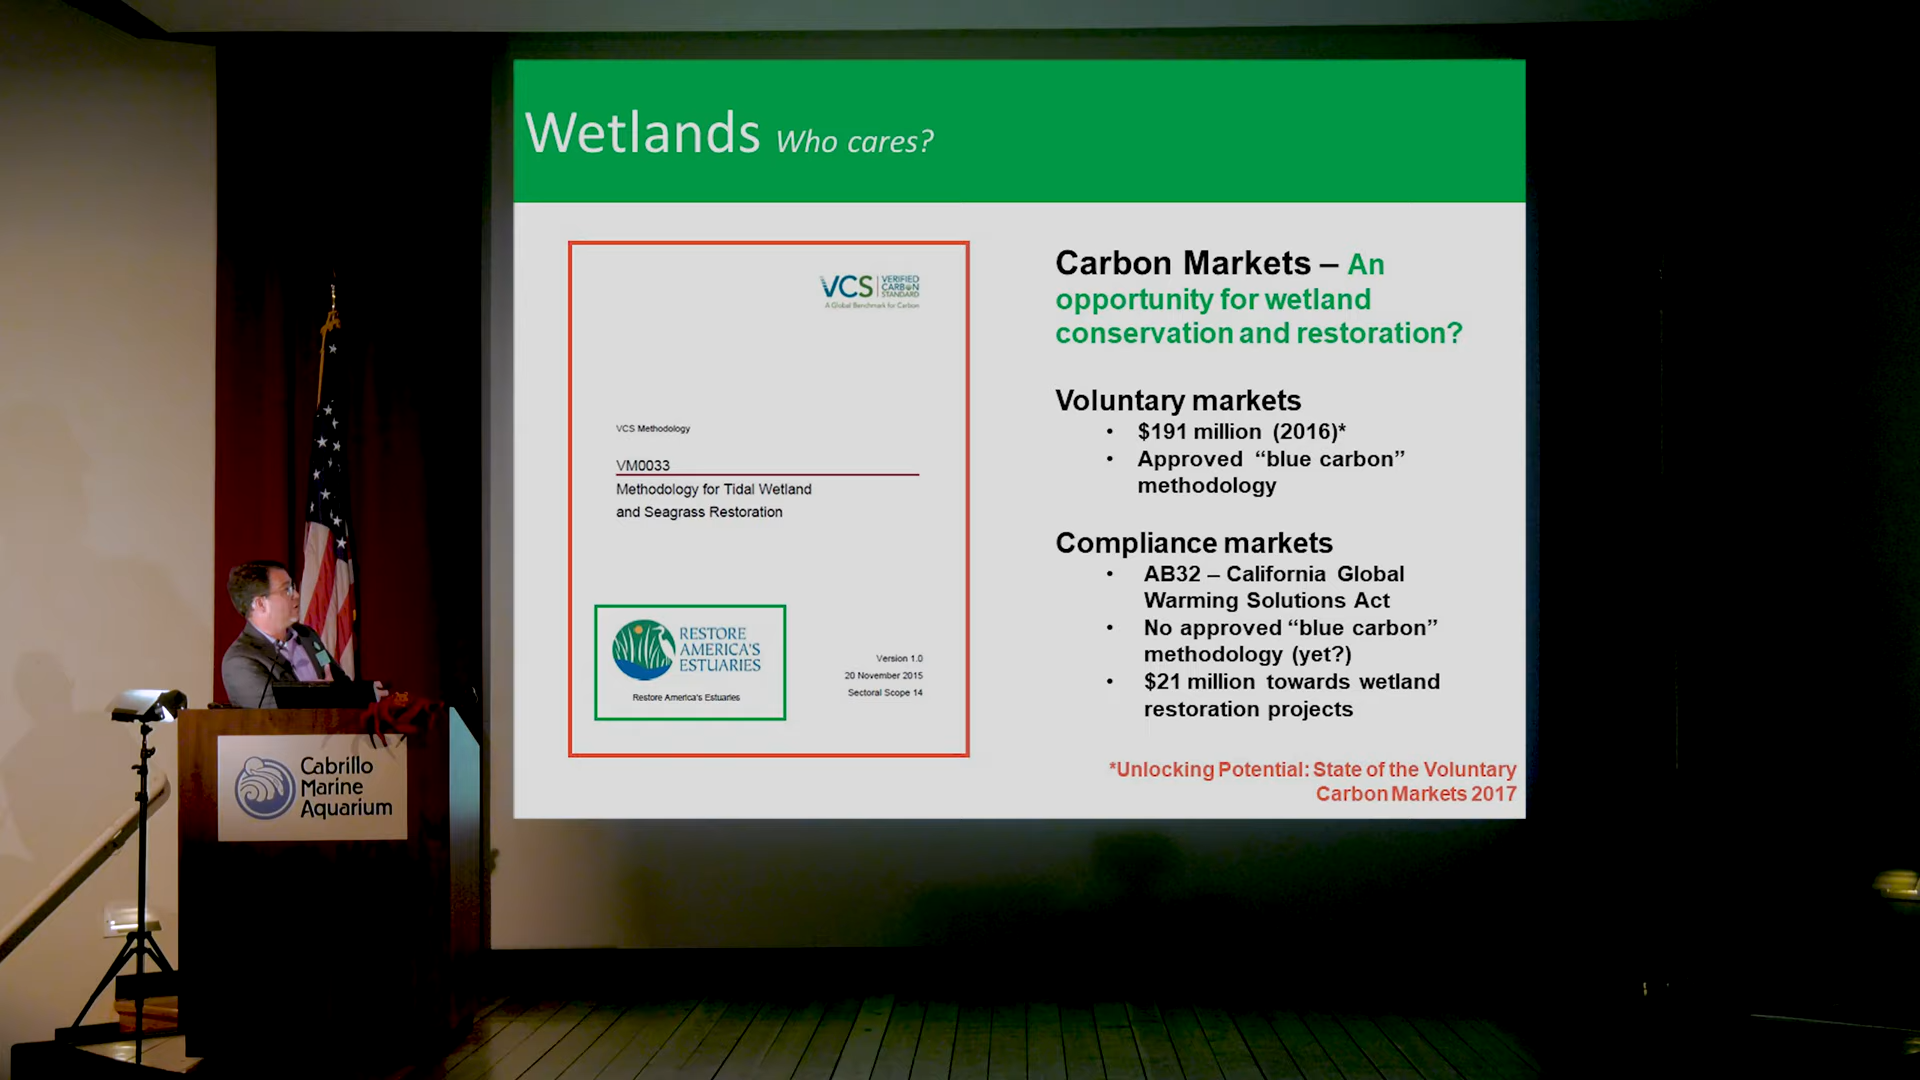 Wetlands Who cares?
VCS VERIFIED
CARBON
STANDARD
A Global Benchmark for Carbon
VCS Methodology
VM0033
Methodology for Tidal Wetland
and Seagrass Restoration
RESTORE
AMERICA'S
ESTUARIES
Restore America's Estuaries
Version 1.0
20 November 2015
Sectoral Scope 14
Carbon Markets – An
opportunity for wetland
conservation and restoration?
Voluntary markets
• $191 million (2016)*
• Approved “blue carbon”
methodology
Compliance markets
• AB32 – California Global
Warming Solutions Act
• No approved “blue carbon”
methodology (yet?)
• $21 million towards wetland
restoration projects
*Unlocking Potential: State of the Voluntary
Carbon Markets 2017
Cabrillo
Marine
Aquarium